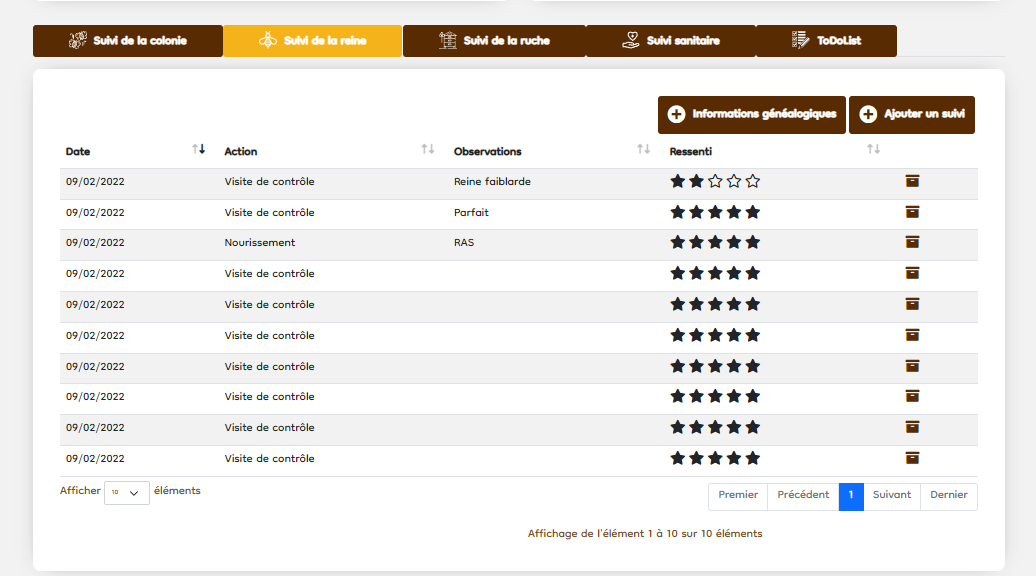 Suivi de la colonie Suivi de la reine Suivi de la ruche Suivi sanitaire ToDoList
Informations généalogiques Ajouter un suivi
Date Action Observations Ressenti
09/02/2022 Visite de contrôle Reine faiblarde
09/02/2022 Visite de contrôle Parfait
09/02/2022 Nourissement RAS
09/02/2022 Visite de contrôle
09/02/2022 Visite de contrôle
09/02/2022 Visite de contrôle
09/02/2022 Visite de contrôle
09/02/2022 Visite de contrôle
09/02/2022 Visite de contrôle
09/02/2022 Visite de contrôle
Afficher 10 éléments Premier Précédent 1 Suivant Dernier
Affichage de l'élément 1 à 10 sur 10 éléments